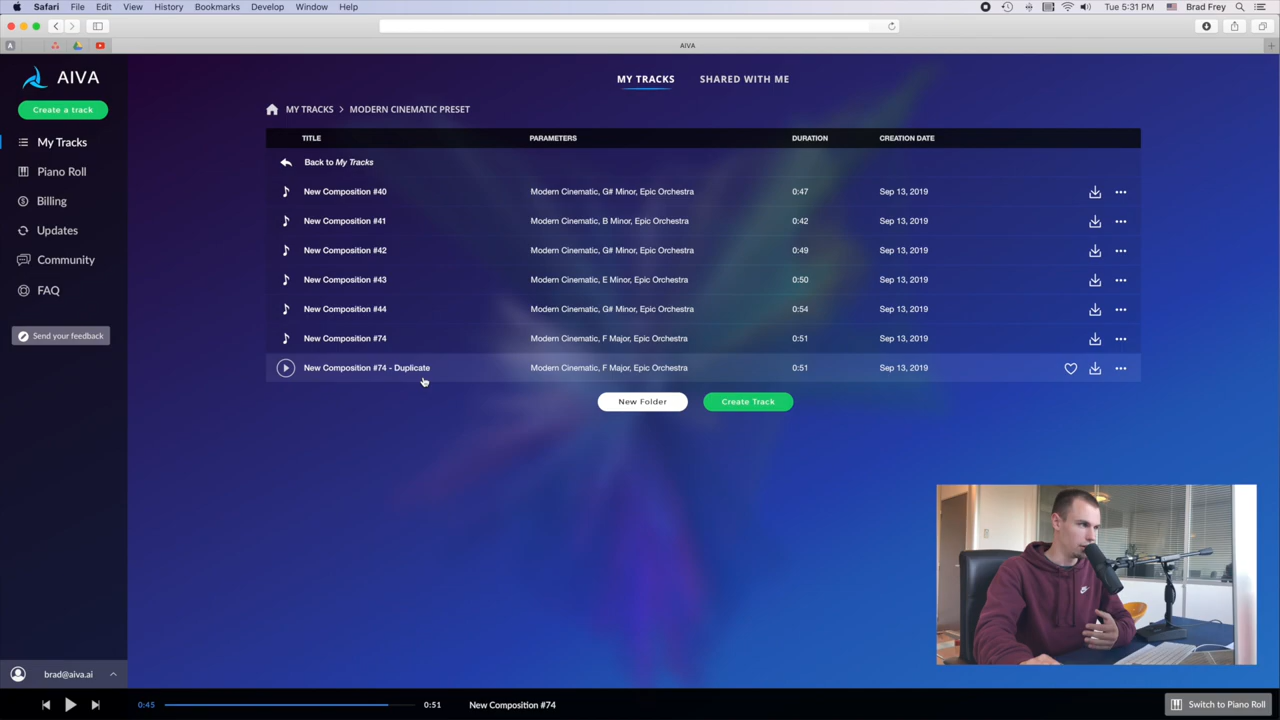 Safari File Edit View History Bookmarks Develop Window Help Tue 5:31 PM Brad Frey
AIVA
AIVA
MY TRACKS SHARED WITH ME
Create a track
MY TRACKS > MODERN CINEMATIC PRESET
My Tracks
Piano Roll
Billing
Updates
Community
FAQ
Send your feedback
TITLE PARAMETERS DURATION CREATION DATE
Back to My Tracks
New Composition #40 Modern Cinematic, G# Minor, Epic Orchestra 0:47 Sep 13, 2019
New Composition #41 Modern Cinematic, B Minor, Epic Orchestra 0:42 Sep 13, 2019
New Composition #42 Modern Cinematic, G# Minor, Epic Orchestra 0:49 Sep 13, 2019
New Composition #43 Modern Cinematic, E Minor, Epic Orchestra 0:50 Sep 13, 2019
New Composition #44 Modern Cinematic, G# Minor, Epic Orchestra 0:54 Sep 13, 2019
New Composition #74 Modern Cinematic, F Major, Epic Orchestra 0:51 Sep 13, 2019
New Composition #74 - Duplicate Modern Cinematic, F Major, Epic Orchestra 0:51 Sep 13, 2019
New Folder Create Track
brad@aiva.ai
0:45 0:51 New Composition #74 Switch to Piano Roll